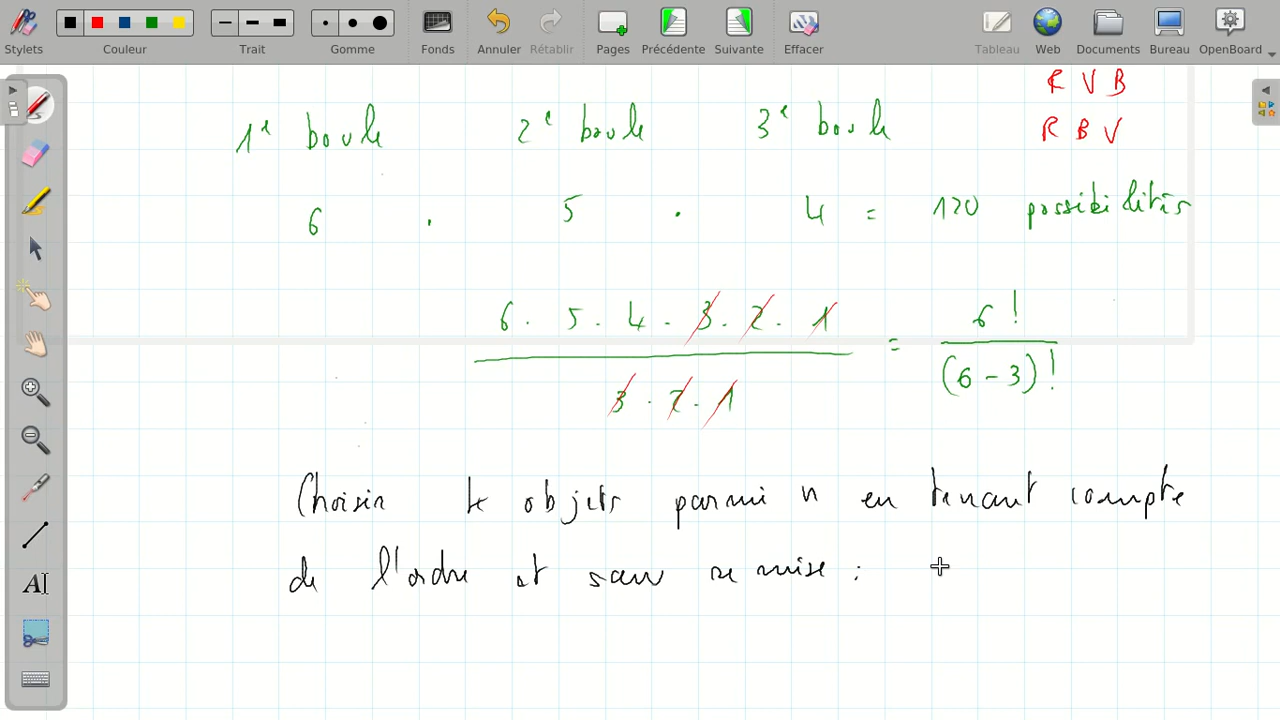 Stylets Couleur Trait Gomme Fonds Annuler Rétablir Pages Précédente Suivante Effacer Tableau Web Documents Bureau OpenBoard
R V B
1e boule 2e boule 3e boule
R B V
6 . 5 . 4 = 120 possibilités
6 . 5 . 4 . 3 . 2 . 1 = 6!
3 . 2 . 1 (6 - 3)!
Choisir k objets parmi n en tenant compte
de l'ordre et sans remise :